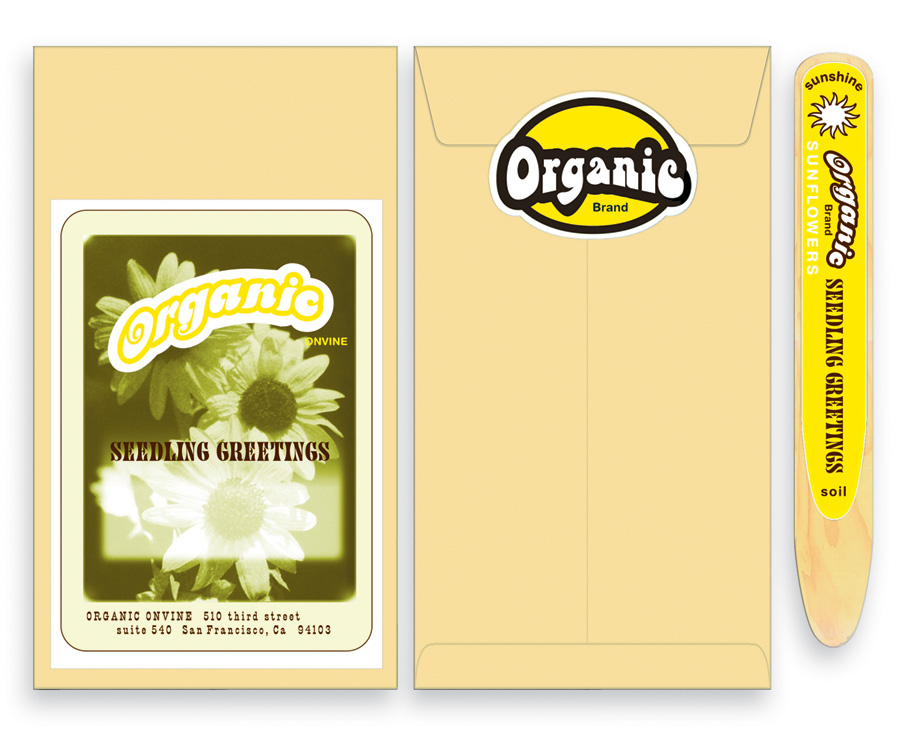 Organic
ONVINE
SEEDLING GREETINGS
ORGANIC ONVINE 510 third street
suite 540 San Francisco, Ca 94103
Organic
Brand
sunshine
SUNFLOWERS
Organic
Brand
SEEDLING GREETINGS
soil